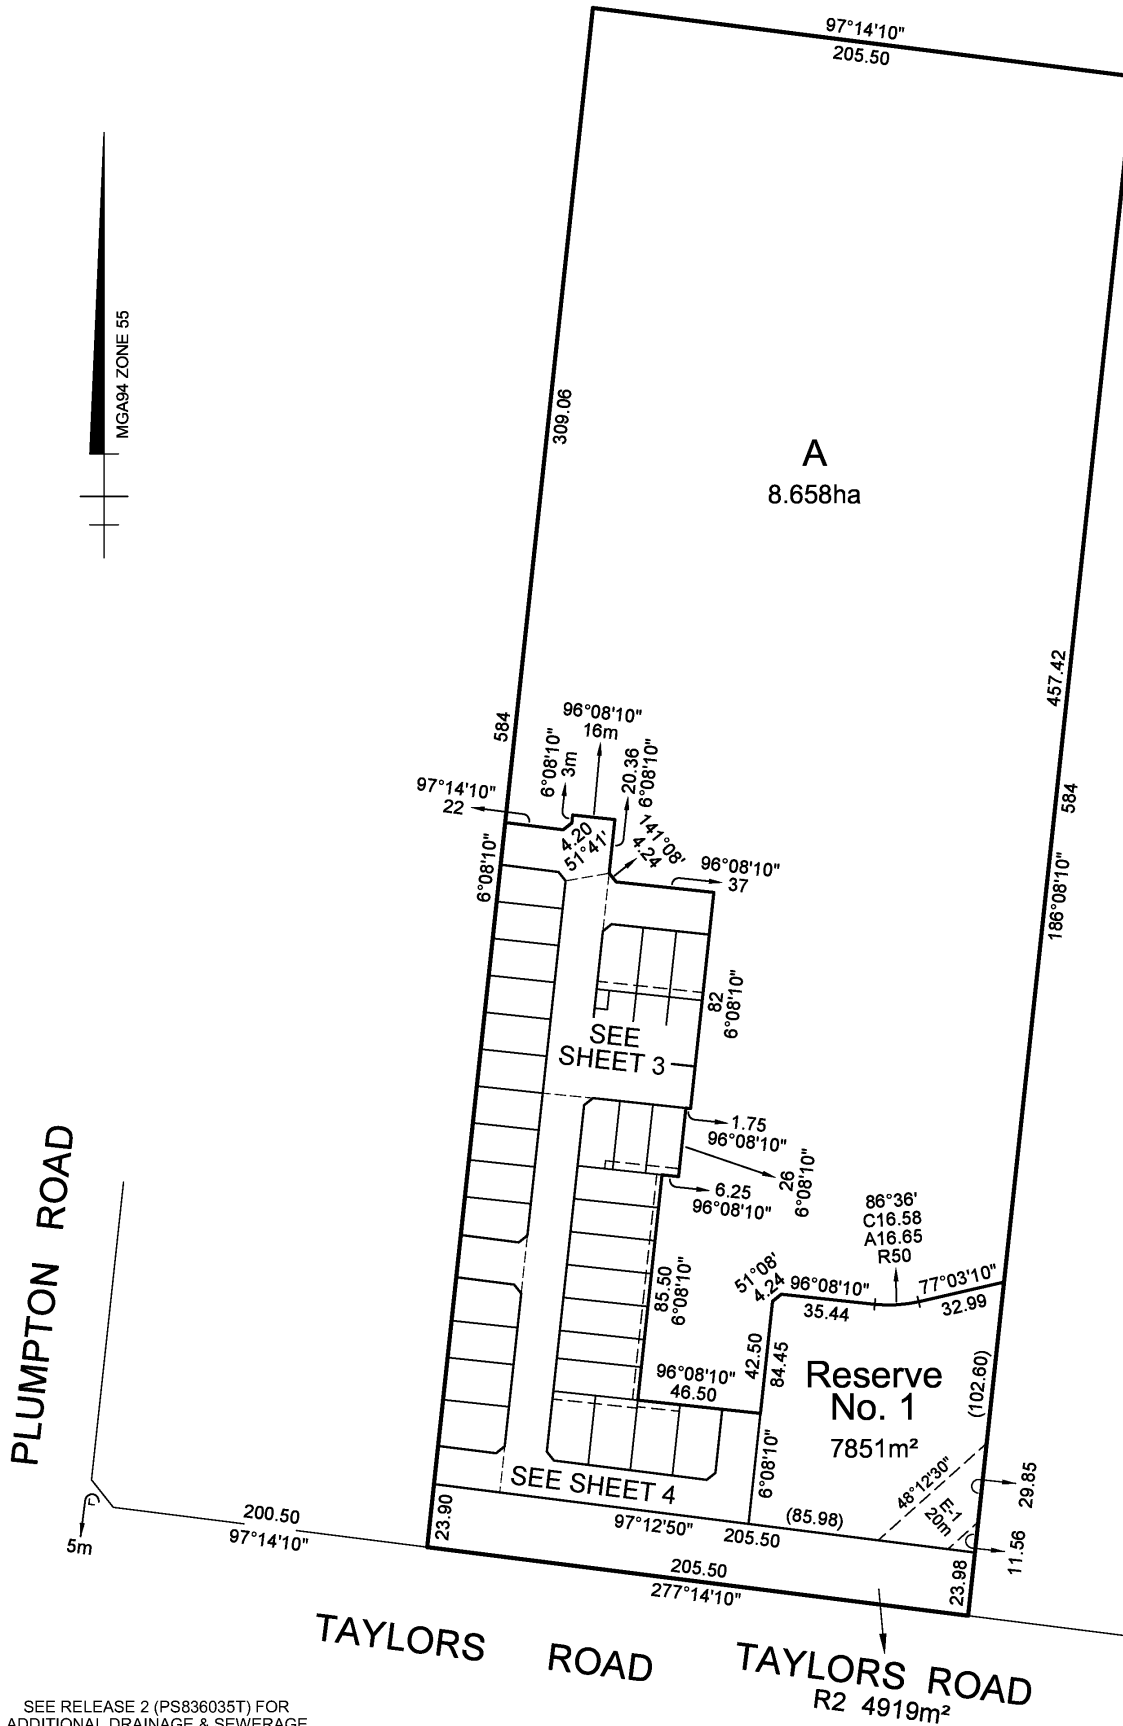 97°14'10"
205.50
MGA94 ZONE 55
309.06
A
8.658ha
457.42
584
584
186°08'10"
96°08'10"
16m
6°08'10"
3m
20.36
6°08'10"
97°14'10"
22
4.20
51°41'
141°08'
4.24
96°08'10"
37
6°08'10"
82
6°08'10"
SEE
SHEET 3
1.75
96°08'10"
26
6°08'10"
6.25
96°08'10"
86°36'
C16.58
A16.65
R50
51°08'
4.24
96°08'10"
35.44
77°03'10"
32.99
85.50
6°08'10"
42.50
84.45
96°08'10"
46.50
Reserve
No. 1
7851m²
(102.60)
6°08'10"
48°12'30"
E-1
20m
29.85
11.56
PLUMPTON ROAD
5m
200.50
97°14'10"
23.90
SEE SHEET 4
97°12'50"
205.50
(85.98)
205.50
277°14'10"
23.98
TAYLORS ROAD
TAYLORS ROAD
R2 4919m²
SEE RELEASE 2 (PS836035T) FOR
ADDITIONAL DRAINAGE & SEWERAGE